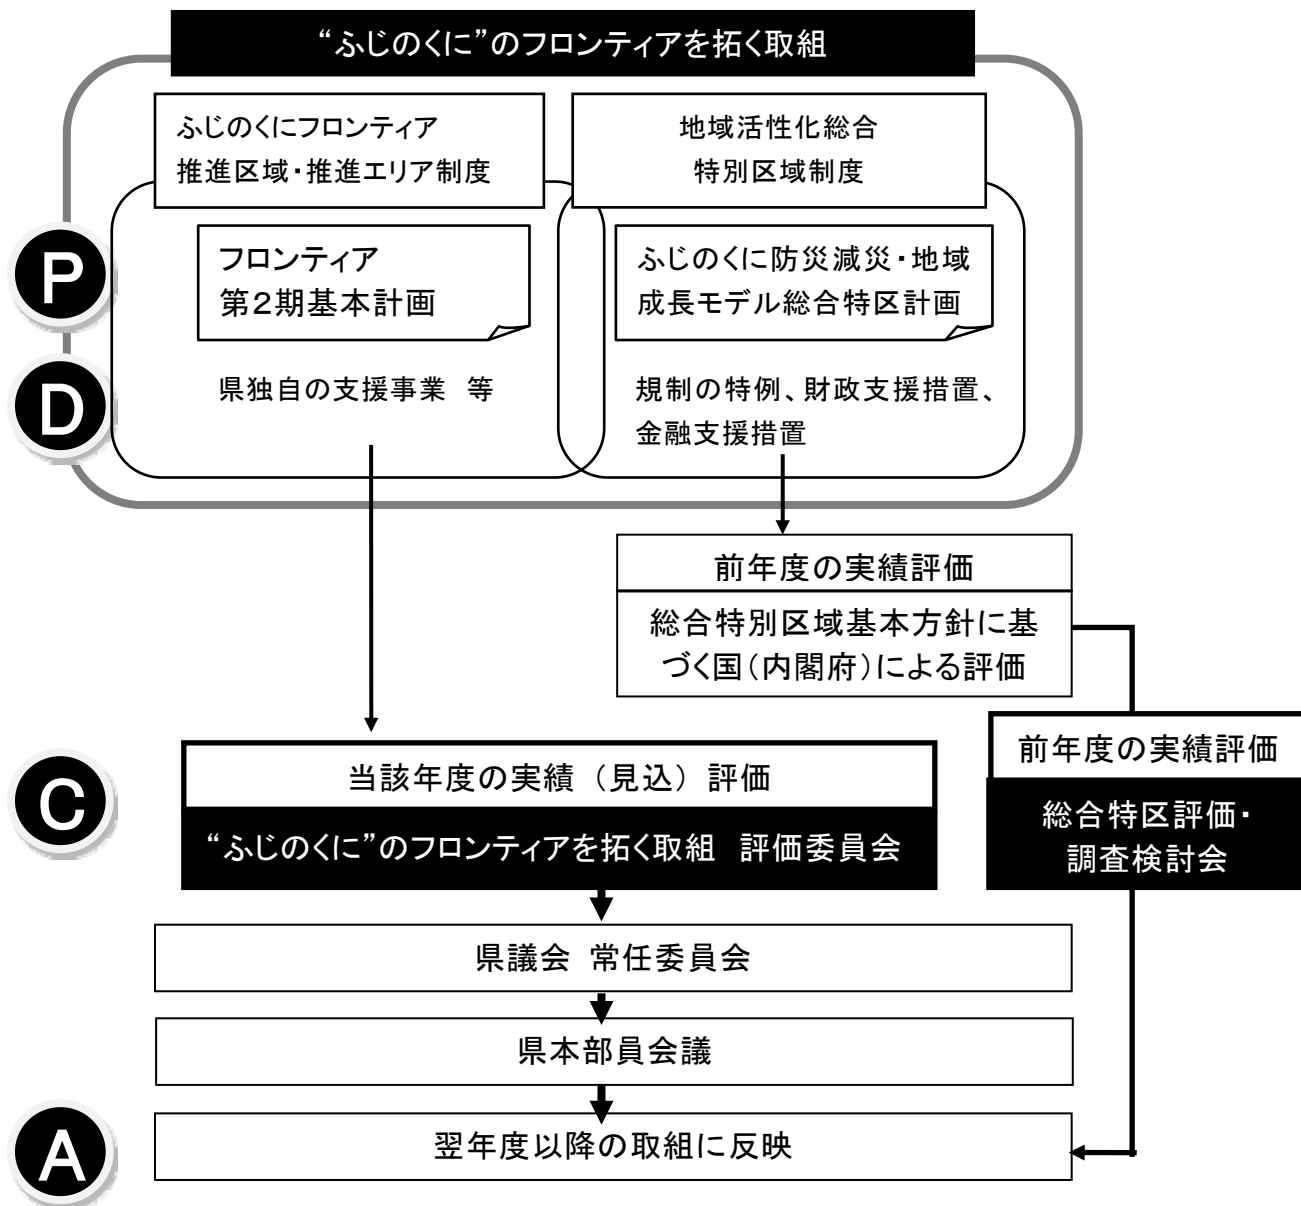 “ふじのくに”のフロンティアを拓く取組
ふじのくにフロンティア
推進区域・推進エリア制度
地域活性化総合
特別区域制度
P
フロンティア
第2期基本計画
ふじのくに防災減災・地域
成長モデル総合特区計画
D
県独自の支援事業 等
規制の特例、財政支援措置、
金融支援措置
前年度の実績評価
総合特別区域基本方針に基
づく国(内閣府)による評価
C
当該年度の実績(見込)評価
“ふじのくに”のフロンティアを拓く取組 評価委員会
前年度の実績評価
総合特区評価・
調査検討会
県議会 常任委員会
県本部員会議
A
翌年度以降の取組に反映